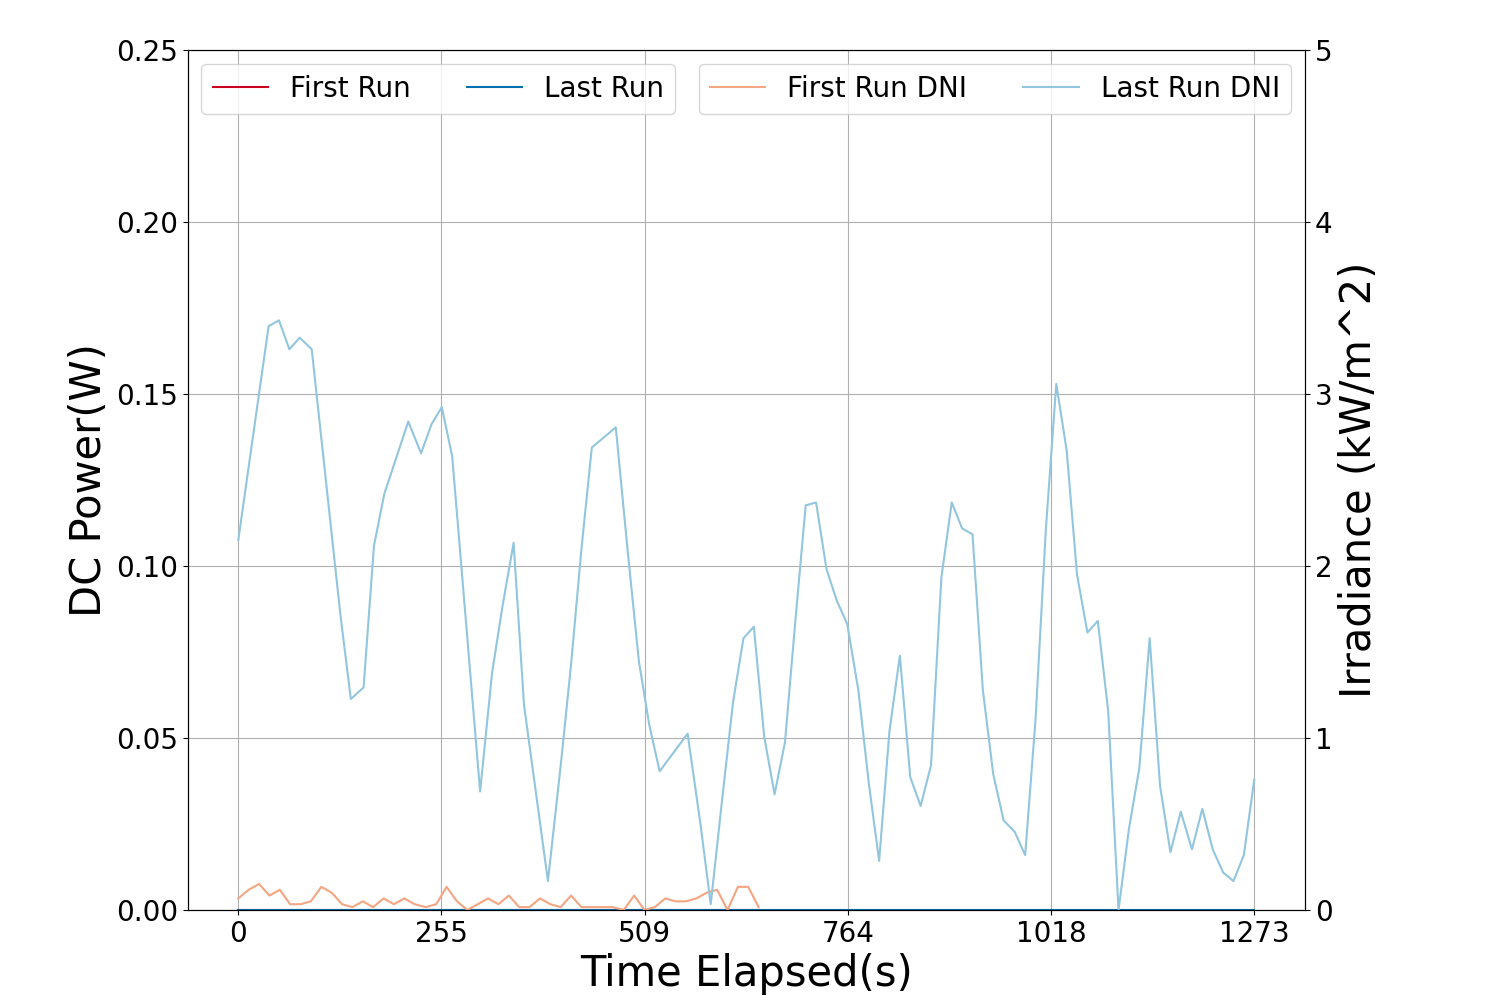 First Run
Last Run
First Run DNI
Last Run DNI
DC Power(W)
0.25
0.20
0.15
0.10
0.05
0.00
5
4
3
2
1
0
Irradiance (kW/m^2)
0 255 509 764 1018 1273
Time Elapsed(s)